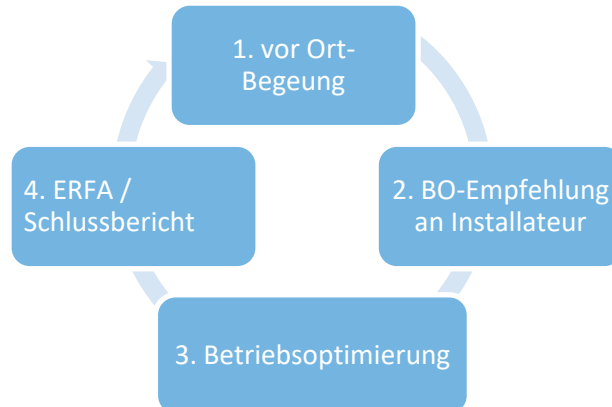 1. vor Ort-
Begeung
2. BO-Empfehlung
an Installateur
3. Betriebsoptimierung
4. ERFA /
Schlussbericht